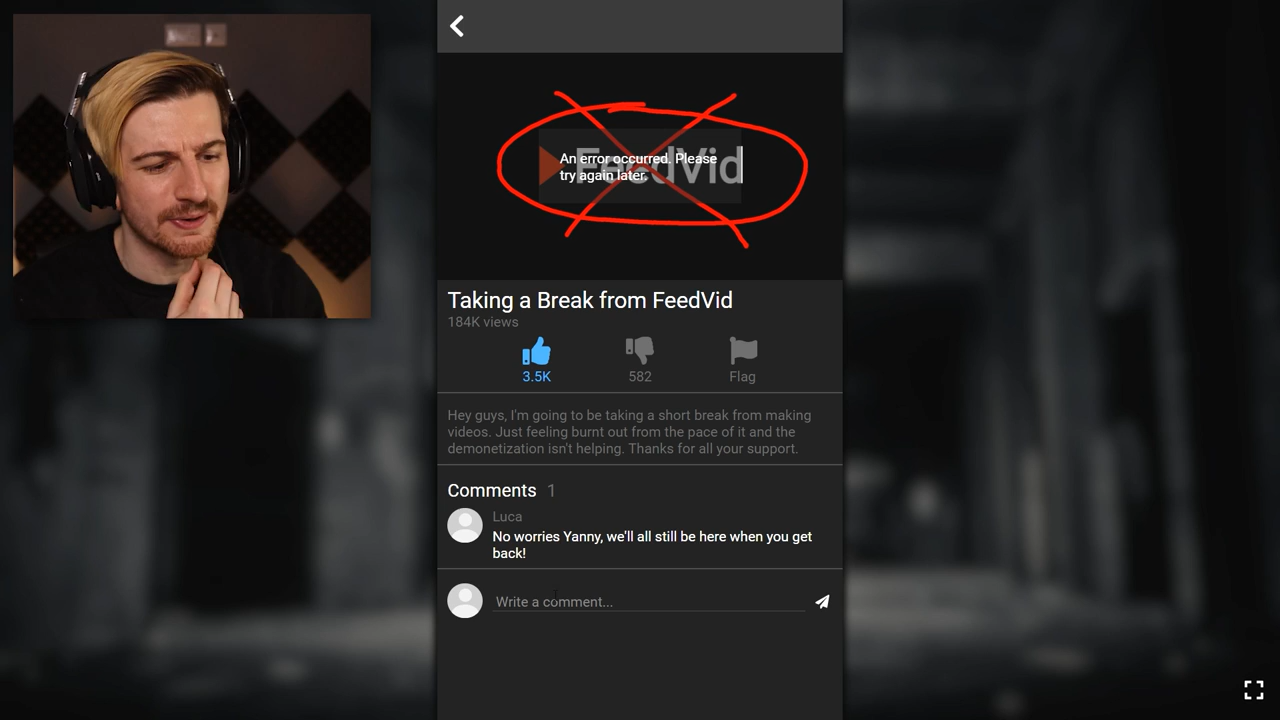 FeedVid
An error occurred. Please
try again later.
Taking a Break from FeedVid
184K views
3.5K
582
Flag
Hey guys, I'm going to be taking a short break from making
videos. Just feeling burnt out from the pace of it and the
demonetization isn't helping. Thanks for all your support.
Comments 1
Luca
No worries Yanny, we'll all still be here when you get
back!
Write a comment...